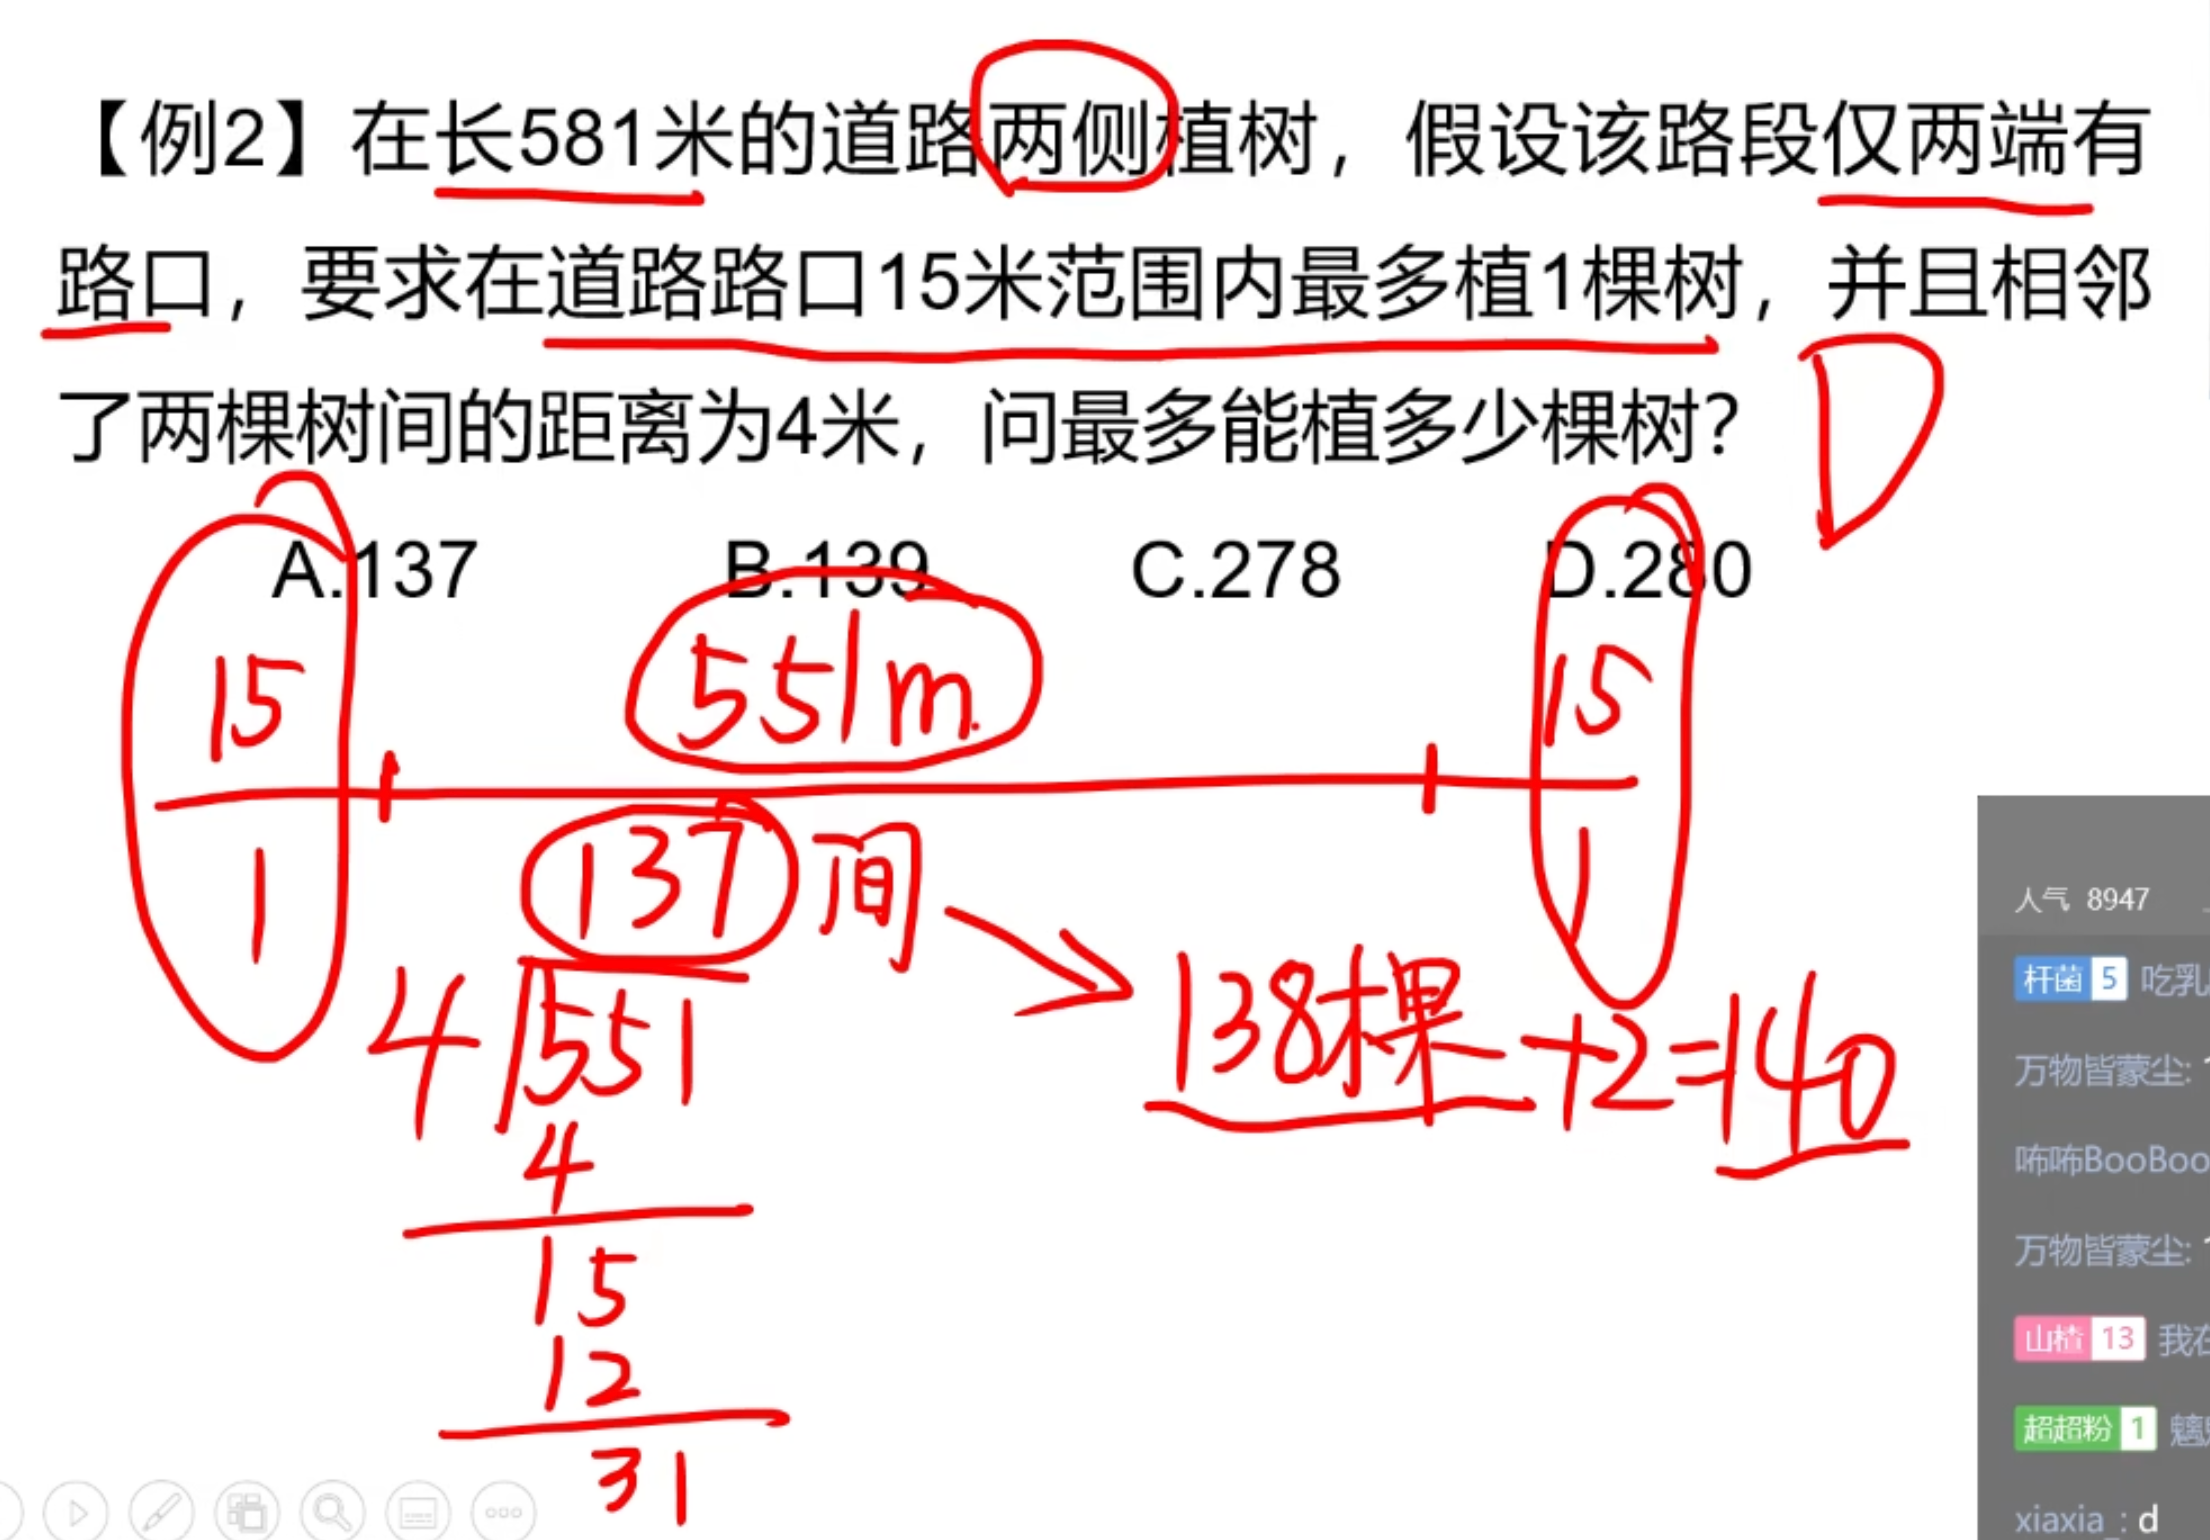 【例2】在长581米的道路两侧植树，假设该路段仅两端有
路口，要求在道路路口15米范围内最多植1棵树，并且相邻
了两棵树间的距离为4米，问最多能植多少棵树？
D
A.137 B.139 C.278 D.280
15 551m. 15
1 137间 1
4 551
138棵+2=140
4
15
12
31
人气 8947
杆菌 5 吃乳
万物皆蒙尘:
咘咘BooBoo
万物皆蒙尘:
山楂 13 我在
超超粉 1
xiaxia_: d